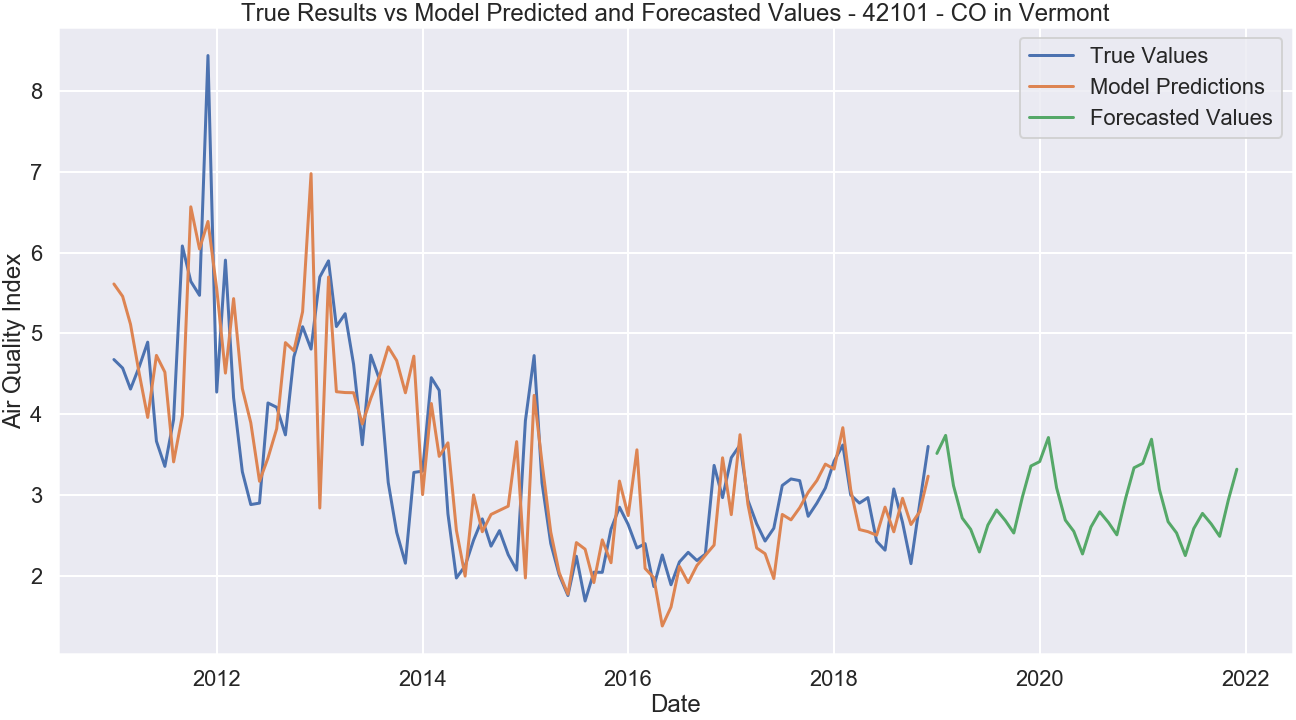 True Results vs Model Predicted and Forecasted Values - 42101 - CO in Vermont
True Values
Model Predictions
Forecasted Values
Air Quality Index
8
7
6
5
4
3
2
2012
2014
2016
2018
2020
2022
Date